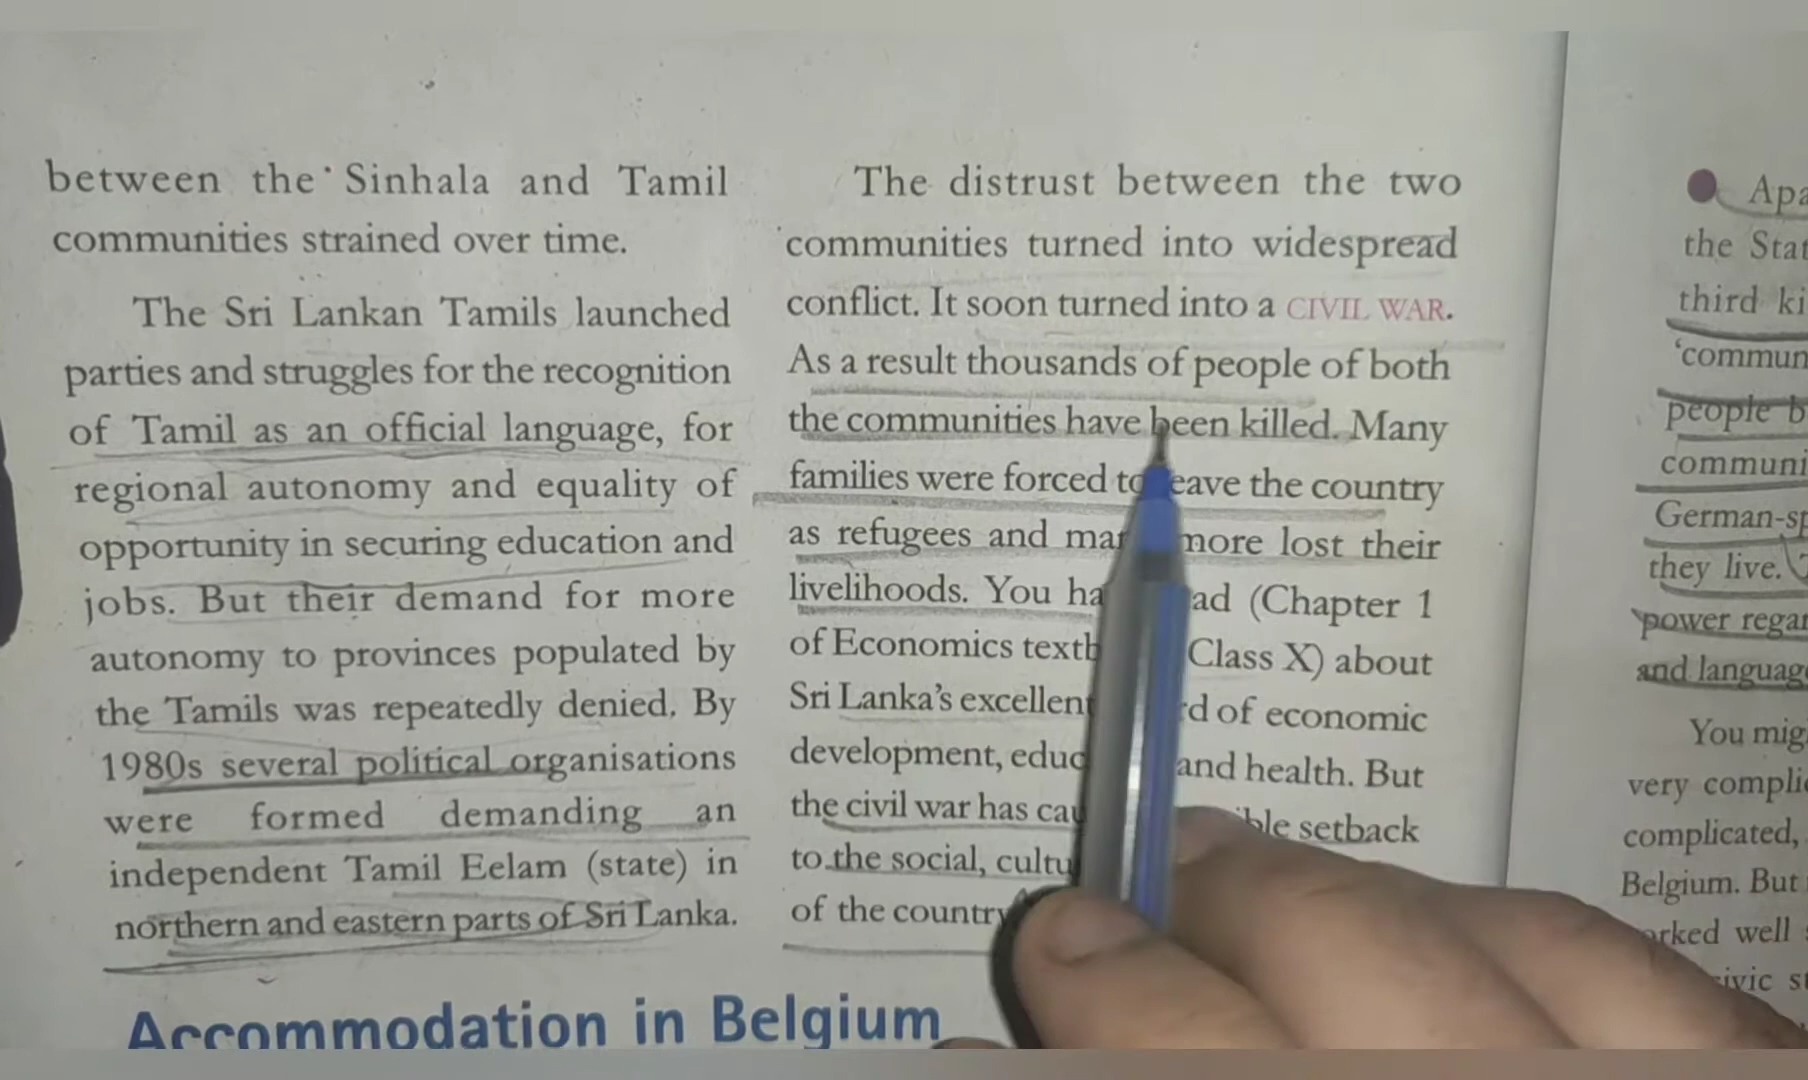 between the Sinhala and Tamil
communities strained over time.
The Sri Lankan Tamils launched
parties and struggles for the recognition
of Tamil as an official language, for
regional autonomy and equality of
opportunity in securing education and
jobs. But their demand for more
autonomy to provinces populated by
the Tamils was repeatedly denied. By
1980s several political organisations
were formed demanding an
independent Tamil Eelam (state) in
northern and eastern parts of Sri Lanka.
The distrust between the two
communities turned into widespread
conflict. It soon turned into a CIVIL WAR.
As a result thousands of people of both
the communities have been killed. Many
families were forced to leave the country
as refugees and more lost their
livelihoods. You (Chapter 1
of Economics Class X) about
Sri Lanka's excellent of economic
development, and health. But
the civil war has setback
to the social,
of the country
Accommodation in Belgium
the
third
people
they live.
power
and
You
very
complicated,
Belgium. But
well